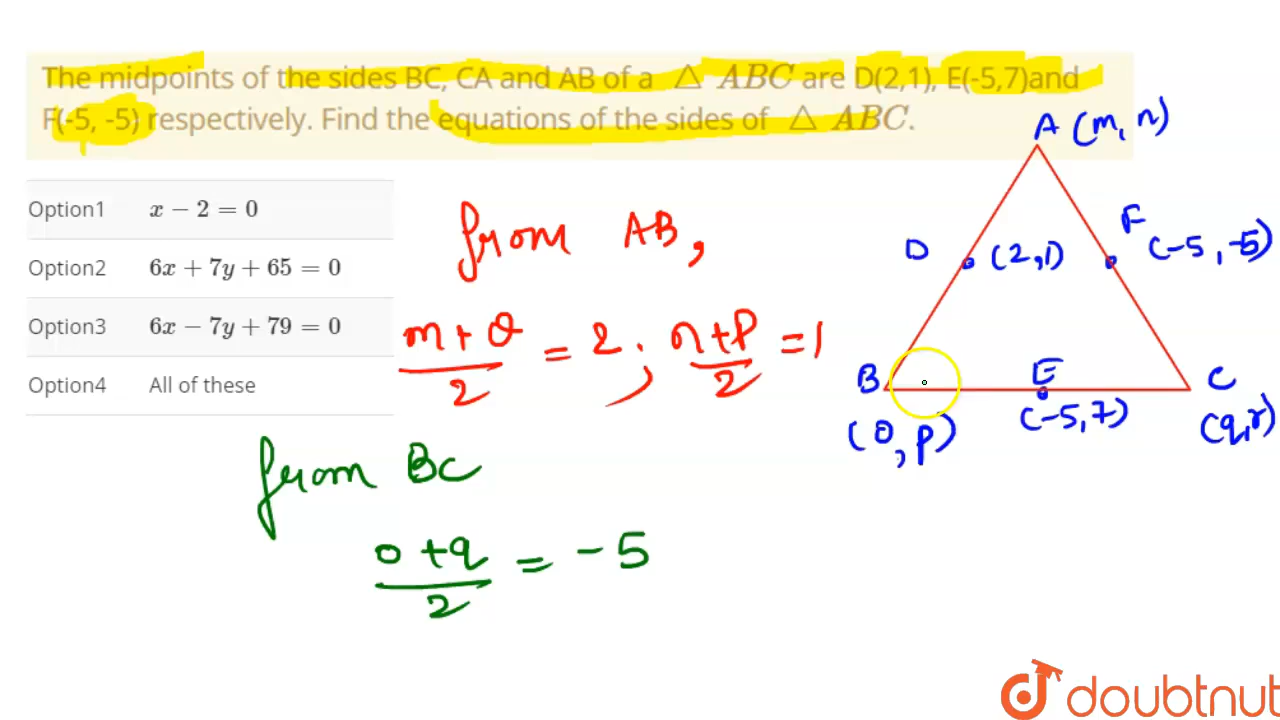 The midpoints of the sides BC, CA and AB of a △ ABC are D(2,1), E(-5,7)and
F(-5, -5) respectively. Find the equations of the sides of △ ABC.
Option1 x − 2 = 0
Option2 6x + 7y + 65 = 0
Option3 6x − 7y + 79 = 0
Option4 All of these
from AB,
m+o/2 = 2 ; n+p/2 = 1
from BC
o+q/2 = -5
A (m, n)
D (2,1)
F (-5, -5)
B E C
(o, p) (-5, 7) (q,r)
doubtnut